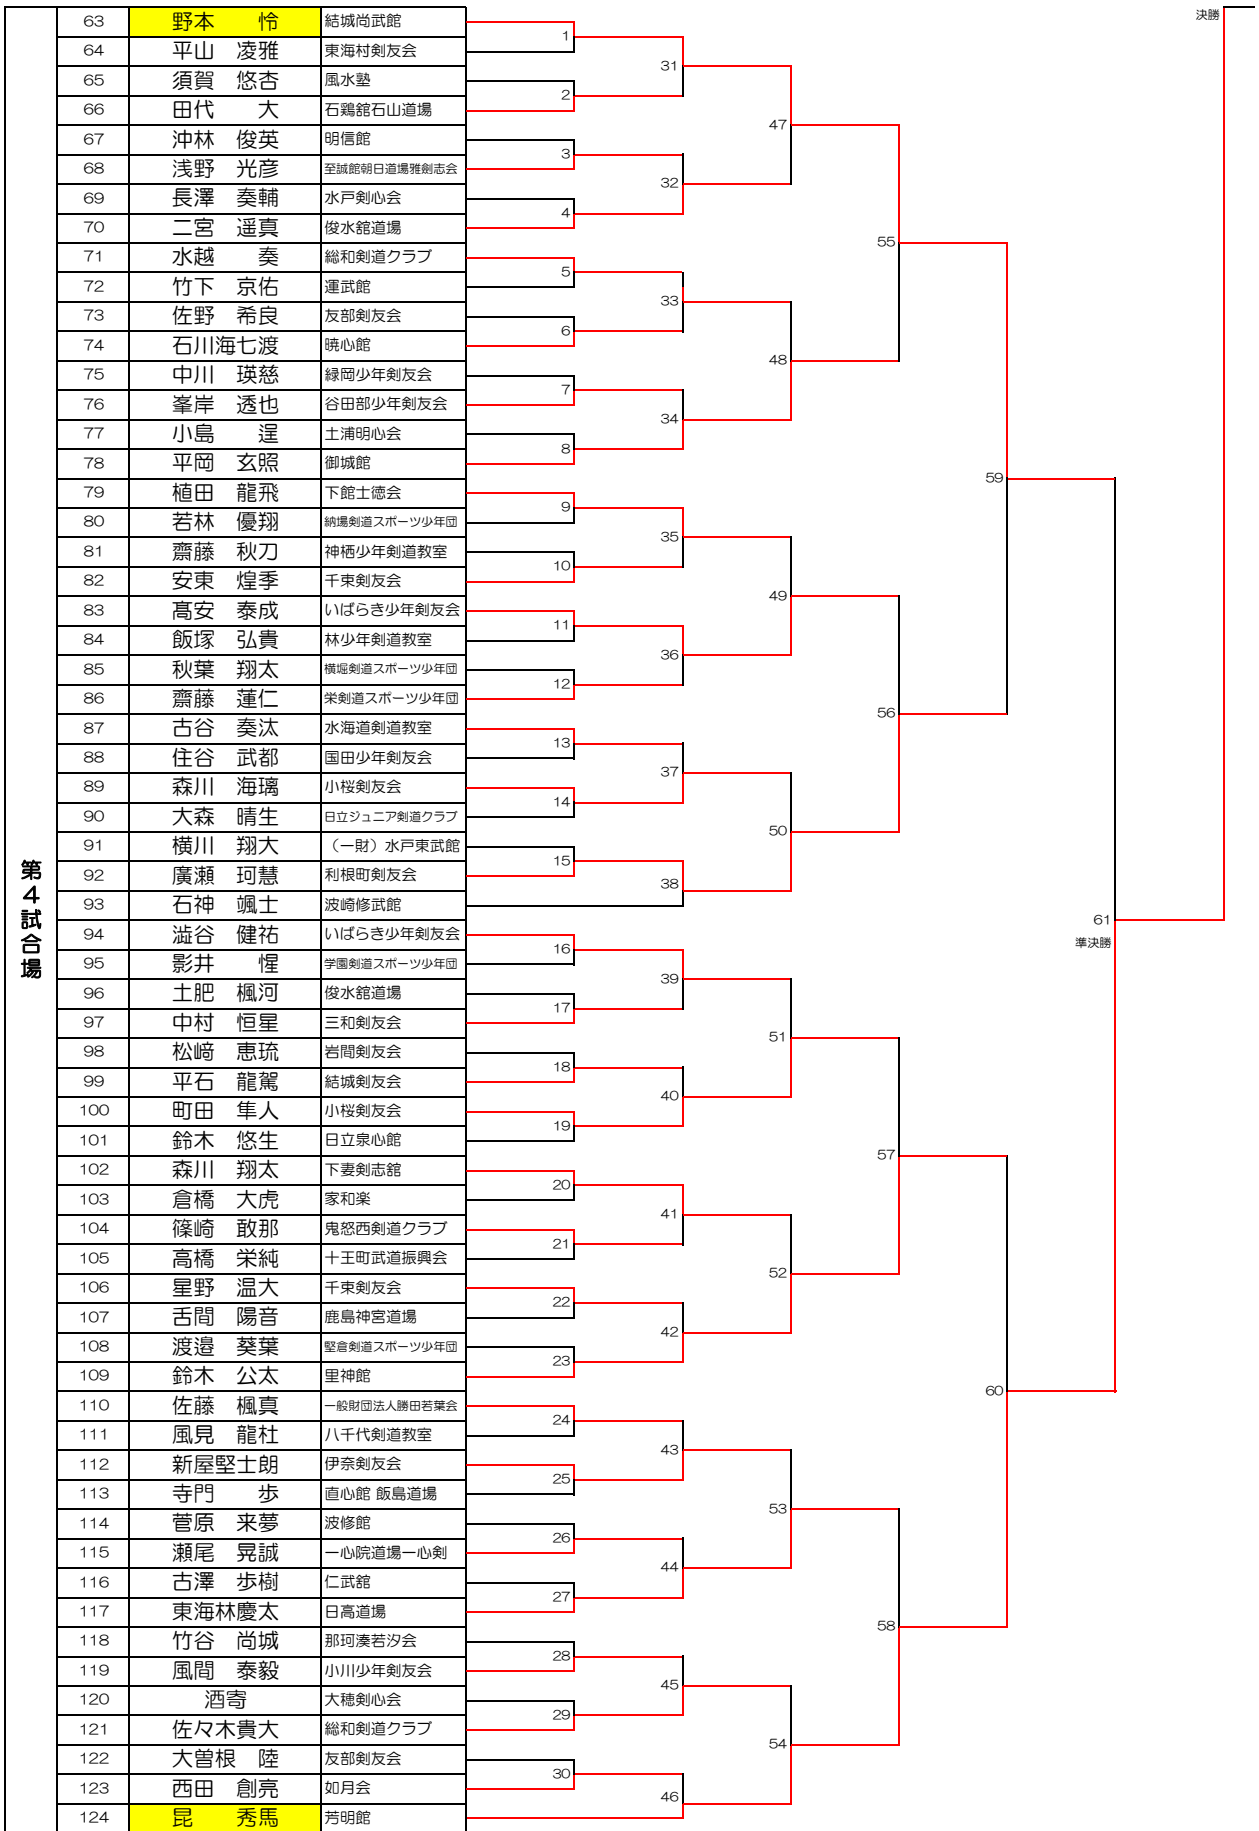 決勝
第4試合場
63 野本 怜 結城尚武館
64 平山 凌雅 東海村剣友会
65 須賀 悠杏 風水塾
66 田代 大 石鶏舘石山道場
67 沖林 俊英 明信館
68 浅野 光彦 至誠館朝日道場雅剣志会
69 長澤 奏輔 水戸剣心会
70 二宮 遥真 俊水舘道場
71 水越 奏 総和剣道クラブ
72 竹下 京佑 運武館
73 佐野 希良 友部剣友会
74 石川海七渡 暁心館
75 中川 瑛慈 緑岡少年剣友会
76 峯岸 透也 谷田部少年剣友会
77 小島 逞 土浦明心会
78 平岡 玄照 御城館
79 植田 龍飛 下館士徳会
80 若林 優翔 納場剣道スポーツ少年団
81 齋藤 秋刀 神栖少年剣道教室
82 安東 煌季 千束剣友会
83 髙安 泰成 いばらき少年剣友会
84 飯塚 弘貴 林少年剣道教室
85 秋葉 翔太 横堀剣道スポーツ少年団
86 齋藤 蓮仁 栄剣道スポーツ少年団
87 古谷 奏汰 水海道剣道教室
88 住谷 武都 国田少年剣友会
89 森川 海璃 小桜剣友会
90 大森 晴生 日立ジュニア剣道クラブ
91 横川 翔大 （一財）水戸東武館
92 廣瀬 珂慧 利根町剣友会
93 石神 颯士 波崎修武館
94 澁谷 健祐 いばらき少年剣友会
95 影井 惺 学園剣道スポーツ少年団
96 土肥 楓河 俊水舘道場
97 中村 恒星 三和剣友会
98 松﨑 恵琉 岩間剣友会
99 平石 龍駕 結城剣友会
100 町田 隼人 小桜剣友会
101 鈴木 悠生 日立泉心館
102 森川 翔太 下妻剣志舘
103 倉橋 大虎 家和楽
104 篠崎 敢那 鬼怒西剣道クラブ
105 高橋 栄純 十王町武道振興会
106 星野 温大 千束剣友会
107 舌間 陽音 鹿島神宮道場
108 渡邉 葵葉 堅倉剣道スポーツ少年団
109 鈴木 公太 里神館
110 佐藤 楓真 一般財団法人勝田若葉会
111 風見 龍杜 八千代剣道教室
112 新屋堅士朗 伊奈剣友会
113 寺門 歩 直心館 飯島道場
114 菅原 来夢 波修館
115 瀬尾 晃誠 一心院道場一心剣
116 古澤 歩樹 仁武舘
117 東海林慶太 日高道場
118 竹谷 尚城 那珂湊若汐会
119 風間 泰毅 小川少年剣友会
120 酒寄 大穂剣心会
121 佐々木貴大 総和剣道クラブ
122 大曽根 陸 友部剣友会
123 西田 創亮 如月会
124 昆 秀馬 芳明館
1
2
3
4
5
6
7
8
9
10
11
12
13
14
15
16
17
18
19
20
21
22
23
24
25
26
27
28
29
30
31
32
33
34
35
36
37
38
39
40
41
42
43
44
45
46
47
48
49
50
51
52
53
54
55
56
57
58
59
60
61
準決勝